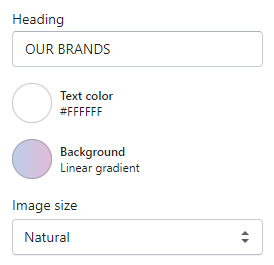 Heading
OUR BRANDS
Text color
#FFFFFF
Background
Linear gradient
Image size
Natural